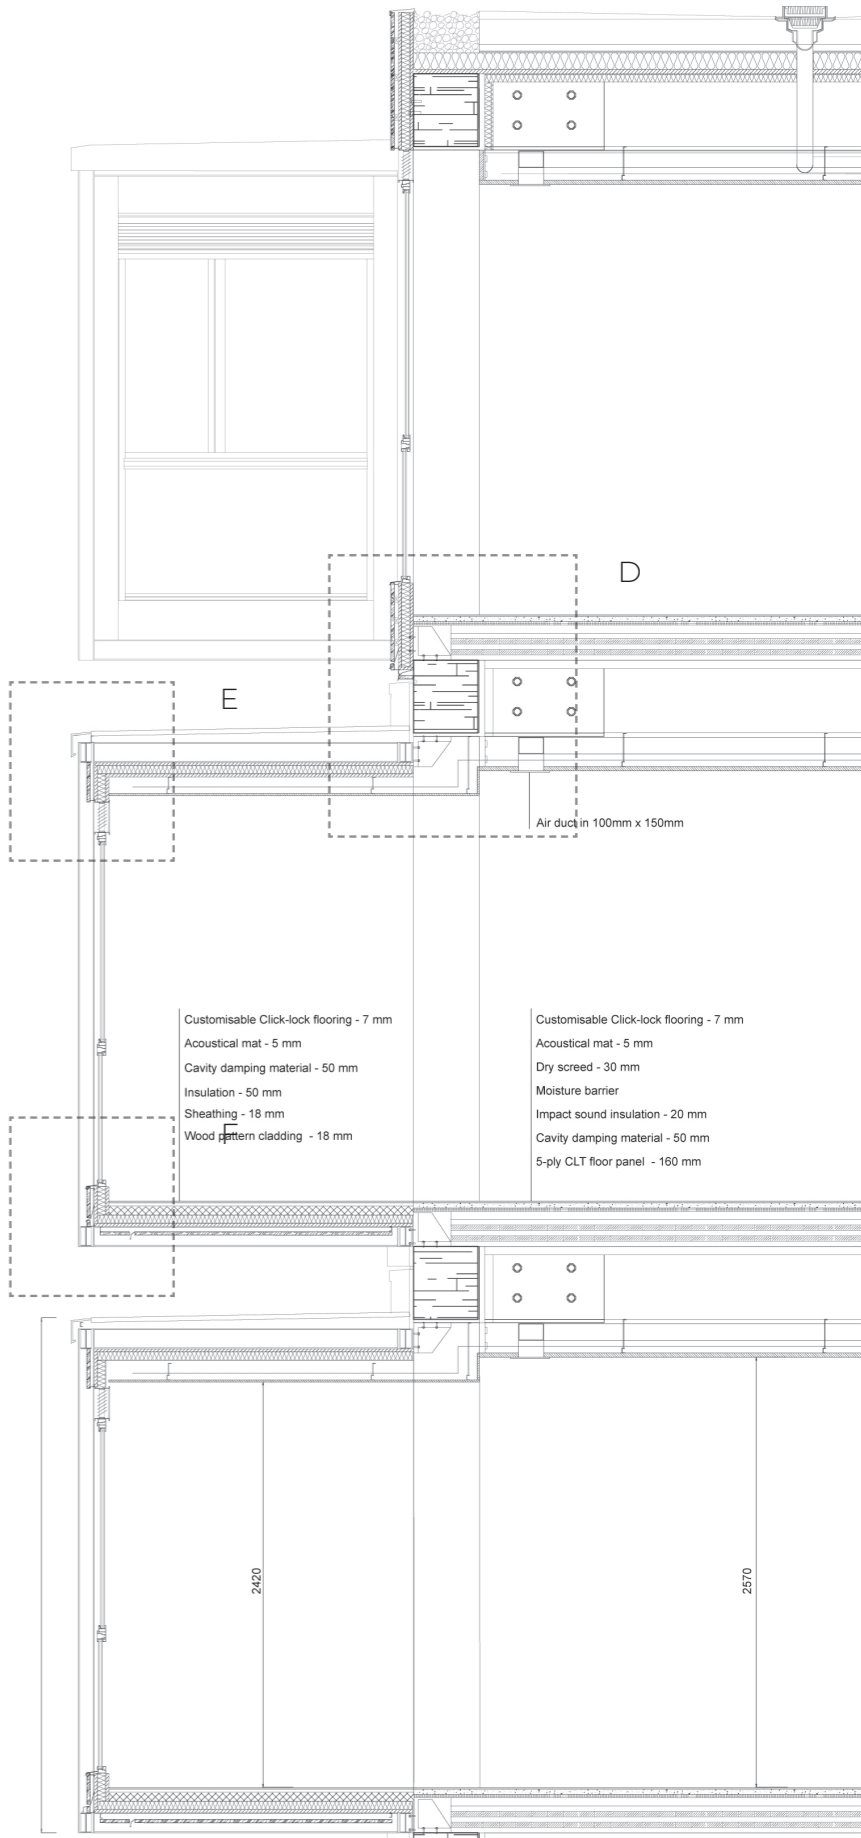 D
E
Air duct in 100mm x 150mm
Customisable Click-lock flooring - 7 mm
Acoustical mat - 5 mm
Cavity damping material - 50 mm
Insulation - 50 mm
Sheathing - 18 mm
Wood pattern cladding - 18 mm
F
Customisable Click-lock flooring - 7 mm
Acoustical mat - 5 mm
Dry screed - 30 mm
Moisture barrier
Impact sound insulation - 20 mm
Cavity damping material - 50 mm
5-ply CLT floor panel - 160 mm
2420
2570